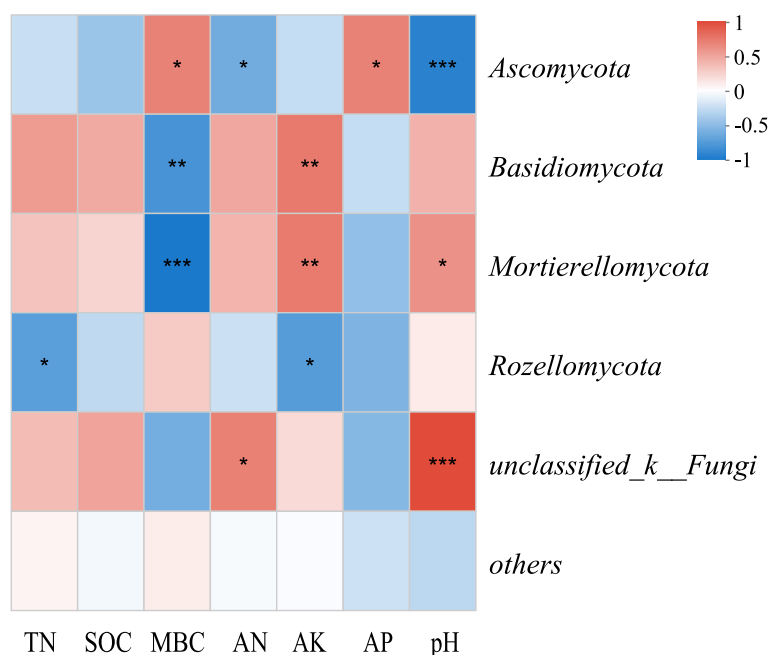 * * * *** Ascomycota
** ** Basidiomycota
*** ** * Mortierellomycota
* * Rozellomycota
* *** unclassified_k__Fungi
others
TN SOC MBC AN AK AP pH
1
0.5
0
-0.5
-1